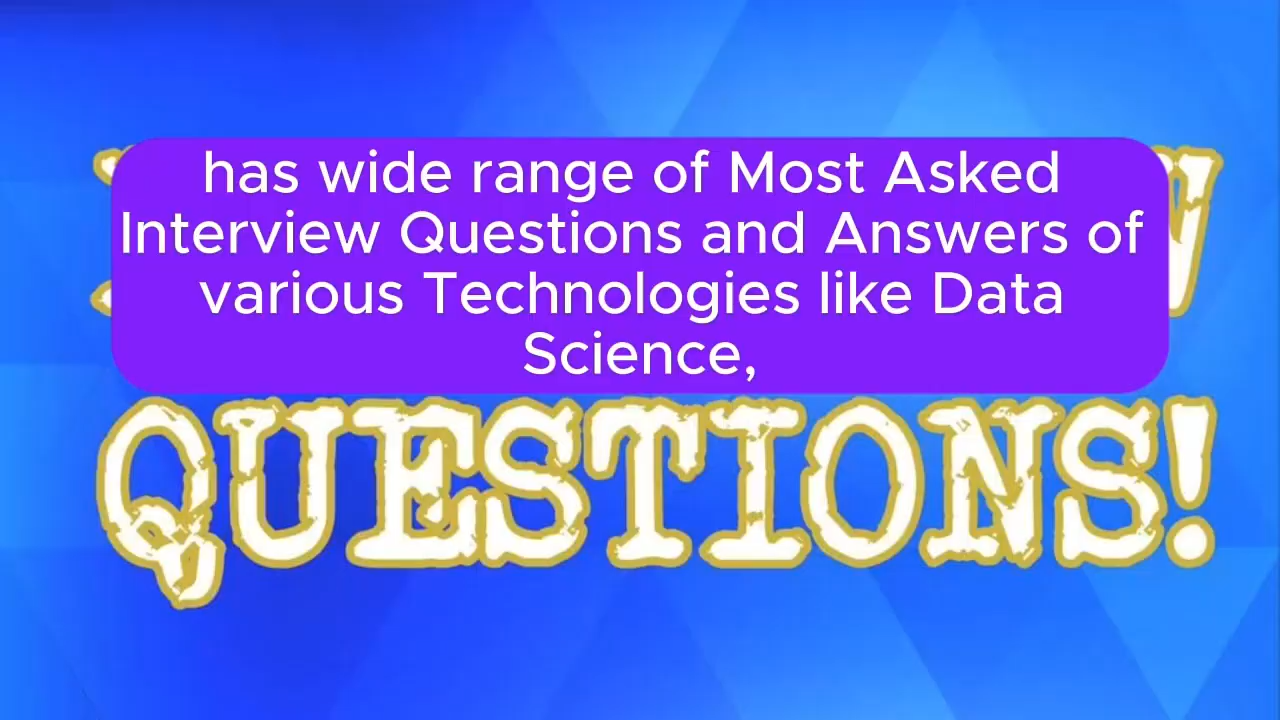 has wide range of Most Asked
Interview Questions and Answers of
various Technologies like Data
Science,
QUESTIONS!